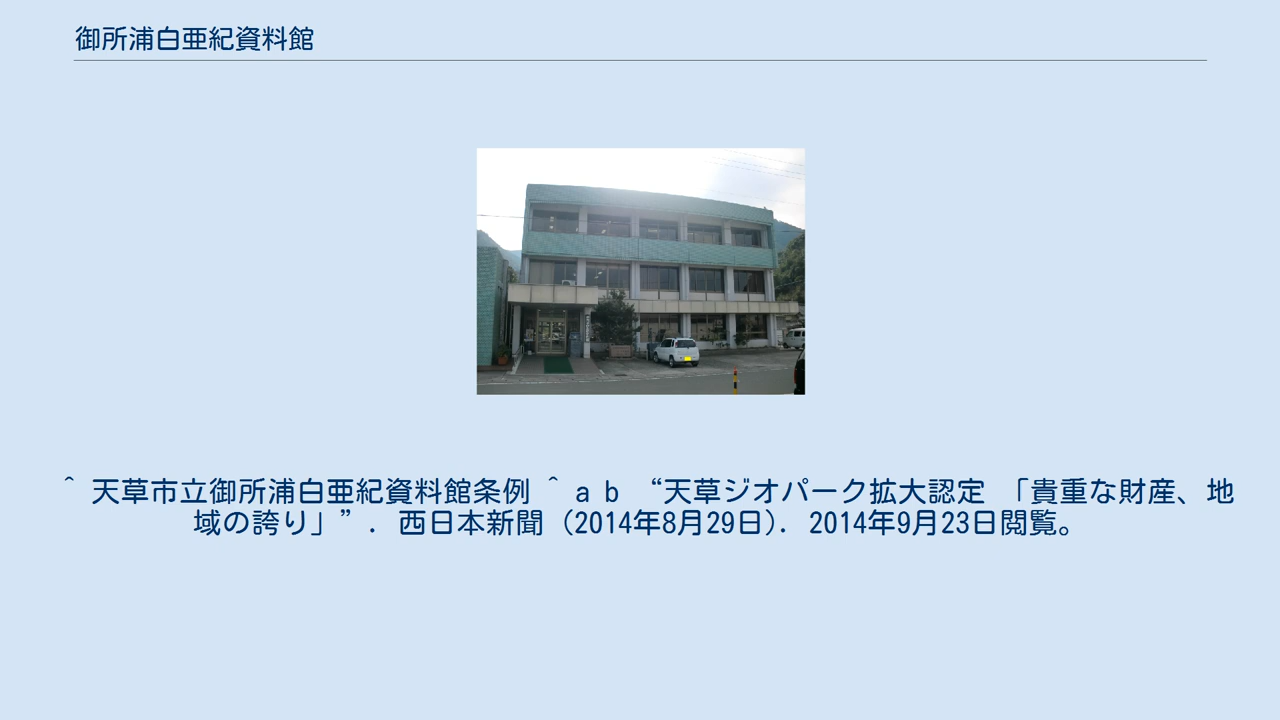 御所浦白亜紀資料館
^ 天草市立御所浦白亜紀資料館条例 ^ a b “天草ジオパーク拡大認定 「貴重な財産、地
域の誇り」”. 西日本新聞 (2014年8月29日). 2014年9月23日閲覧。